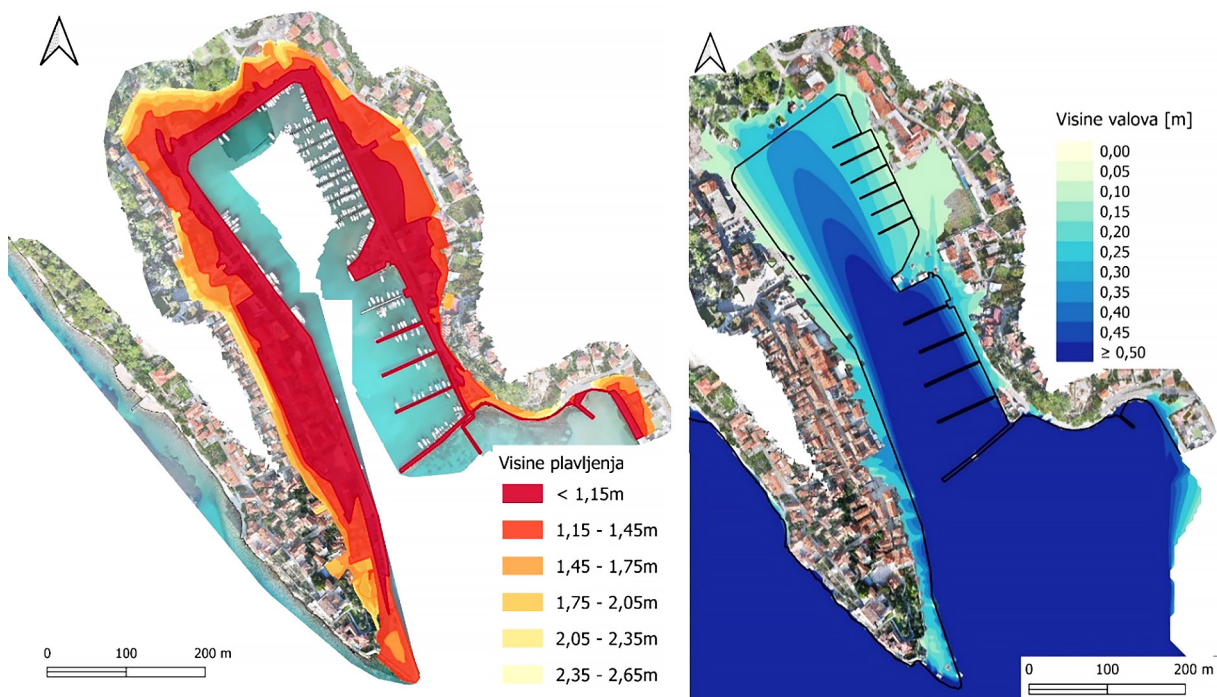 Visine plavljenja
< 1,15m
1,15 - 1,45m
1,45 - 1,75m
1,75 - 2,05m
2,05 - 2,35m
2,35 - 2,65m
0 100 200 m
Visine valova [m]
0,00
0,05
0,10
0,15
0,20
0,25
0,30
0,35
0,40
0,45
≥ 0,50
0 100 200 m